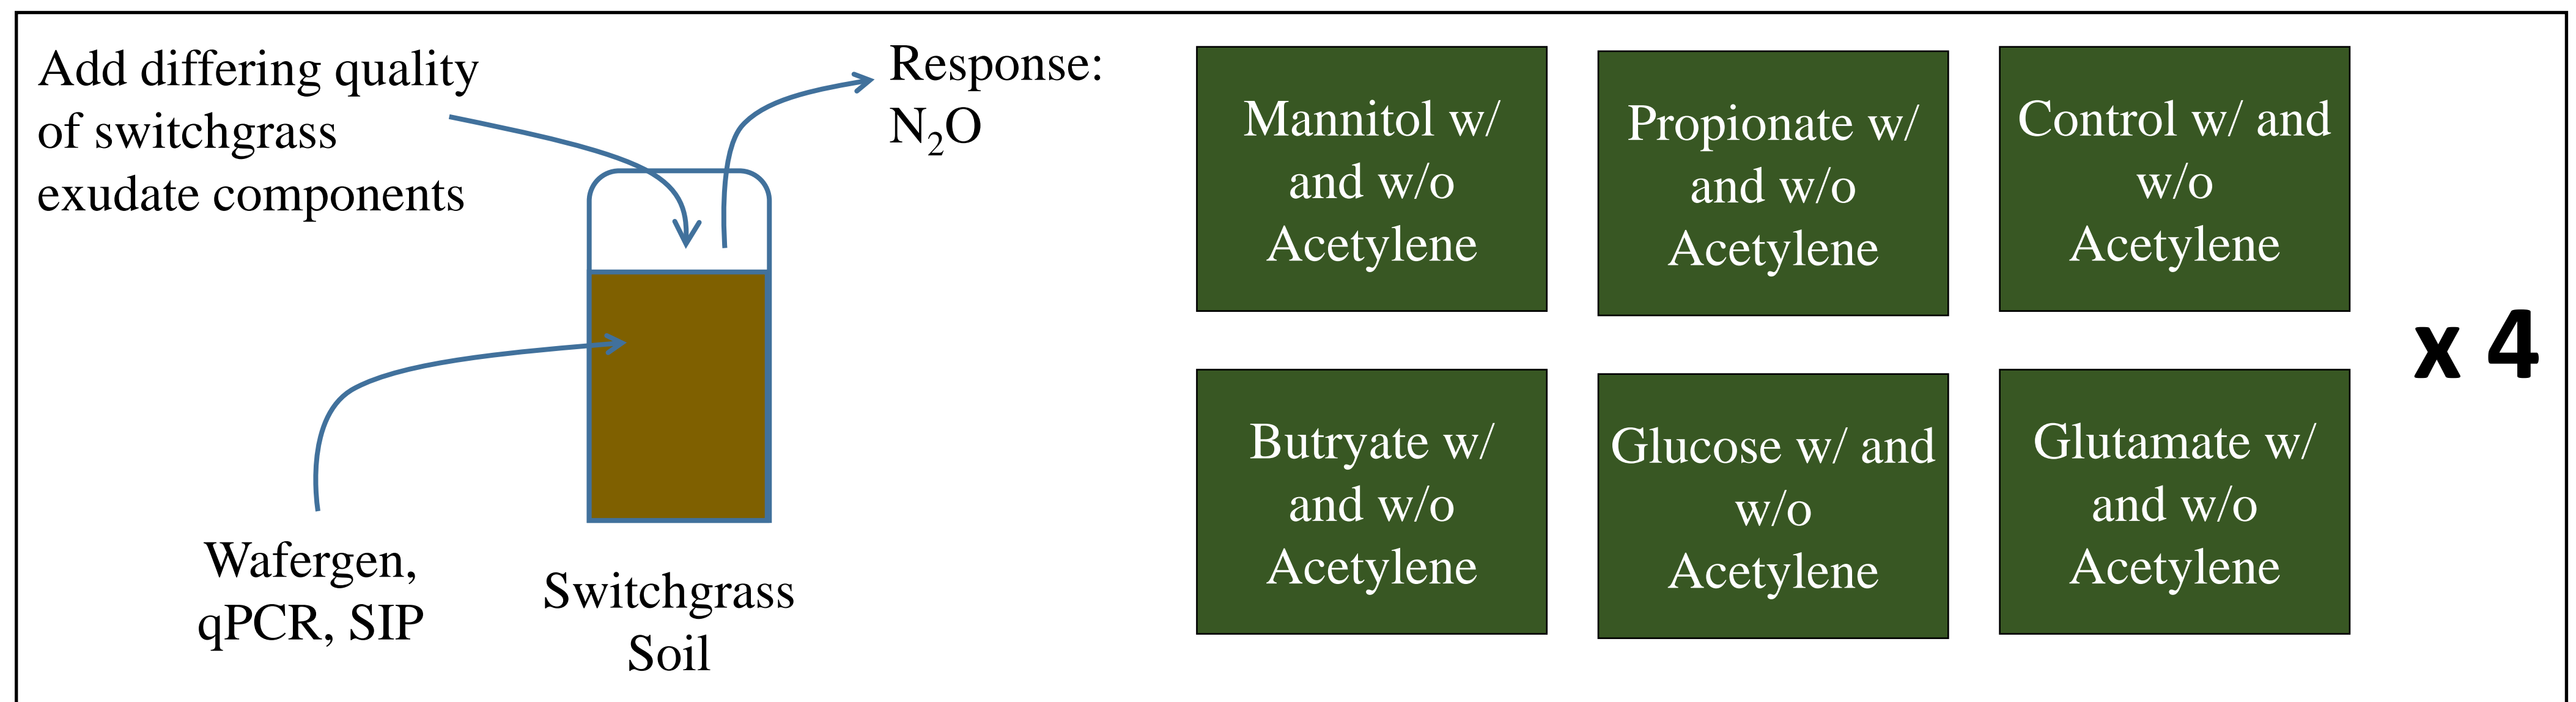 Add differing quality
of switchgrass
exudate components
Response:
N₂O
Wafergen,
qPCR, SIP
Switchgrass
Soil
Mannitol w/
and w/o
Acetylene
Propionate w/
and w/o
Acetylene
Control w/ and
w/o
Acetylene
Butryate w/
and w/o
Acetylene
Glucose w/ and
w/o
Acetylene
Glutamate w/
and w/o
Acetylene
x 4